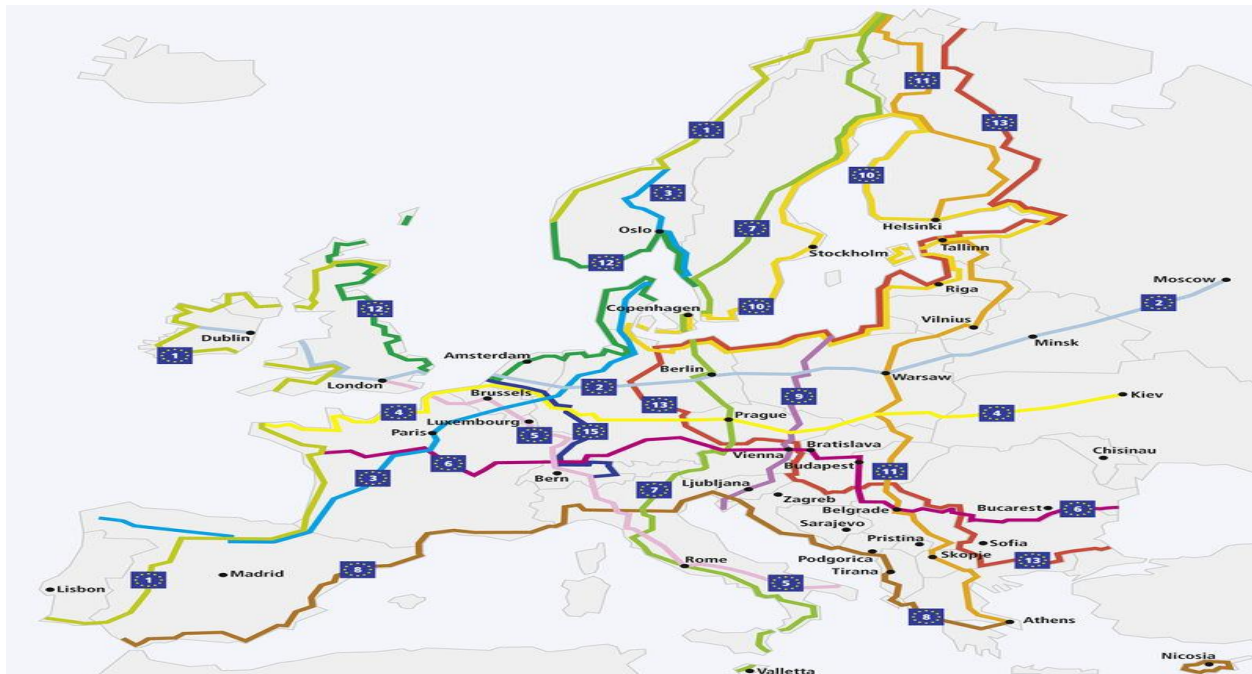 11
1
13
3
10
Oslo
7
Helsinki
Tallinn
Stockholm
12
Moscow
Riga
2
10
12
Copenhagen
Vilnius
Dublin
Minsk
1
Amsterdam
London
Berlin
2
Warsaw
Brussels
9
Kiev
4
13
4
Prague
Luxembourg
Paris
5
15
Bratislava
Vienna
Chisinau
6
Budapest
3
Bern
11
Ljubljana
7
Zagreb
Belgrade
Bucarest
6
Sarajevo
Pristina
Sofia
Podgorica
Skopje
Rome
13
8
Madrid
1
Lisbon
Tirana
5
8
Athens
Nicosia
Valletta